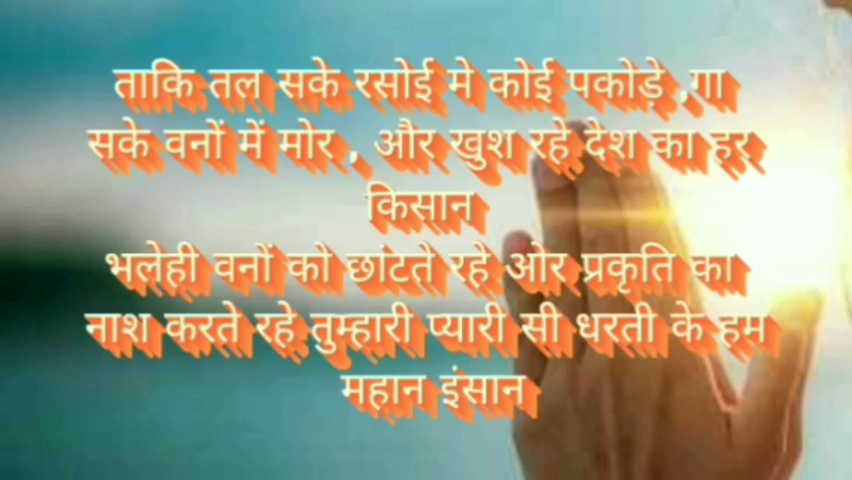 ताकि तल सके रसोई मे कोई पकोड़े ,गा
सके वनों में मोर , और खुश रहे दैश का हर
किसान
भलेही वनों को छांटतै रहे ओर प्रकृति का
नाश करते रहे तुम्हारी प्यारी सी धरती के हम
महान इंसान